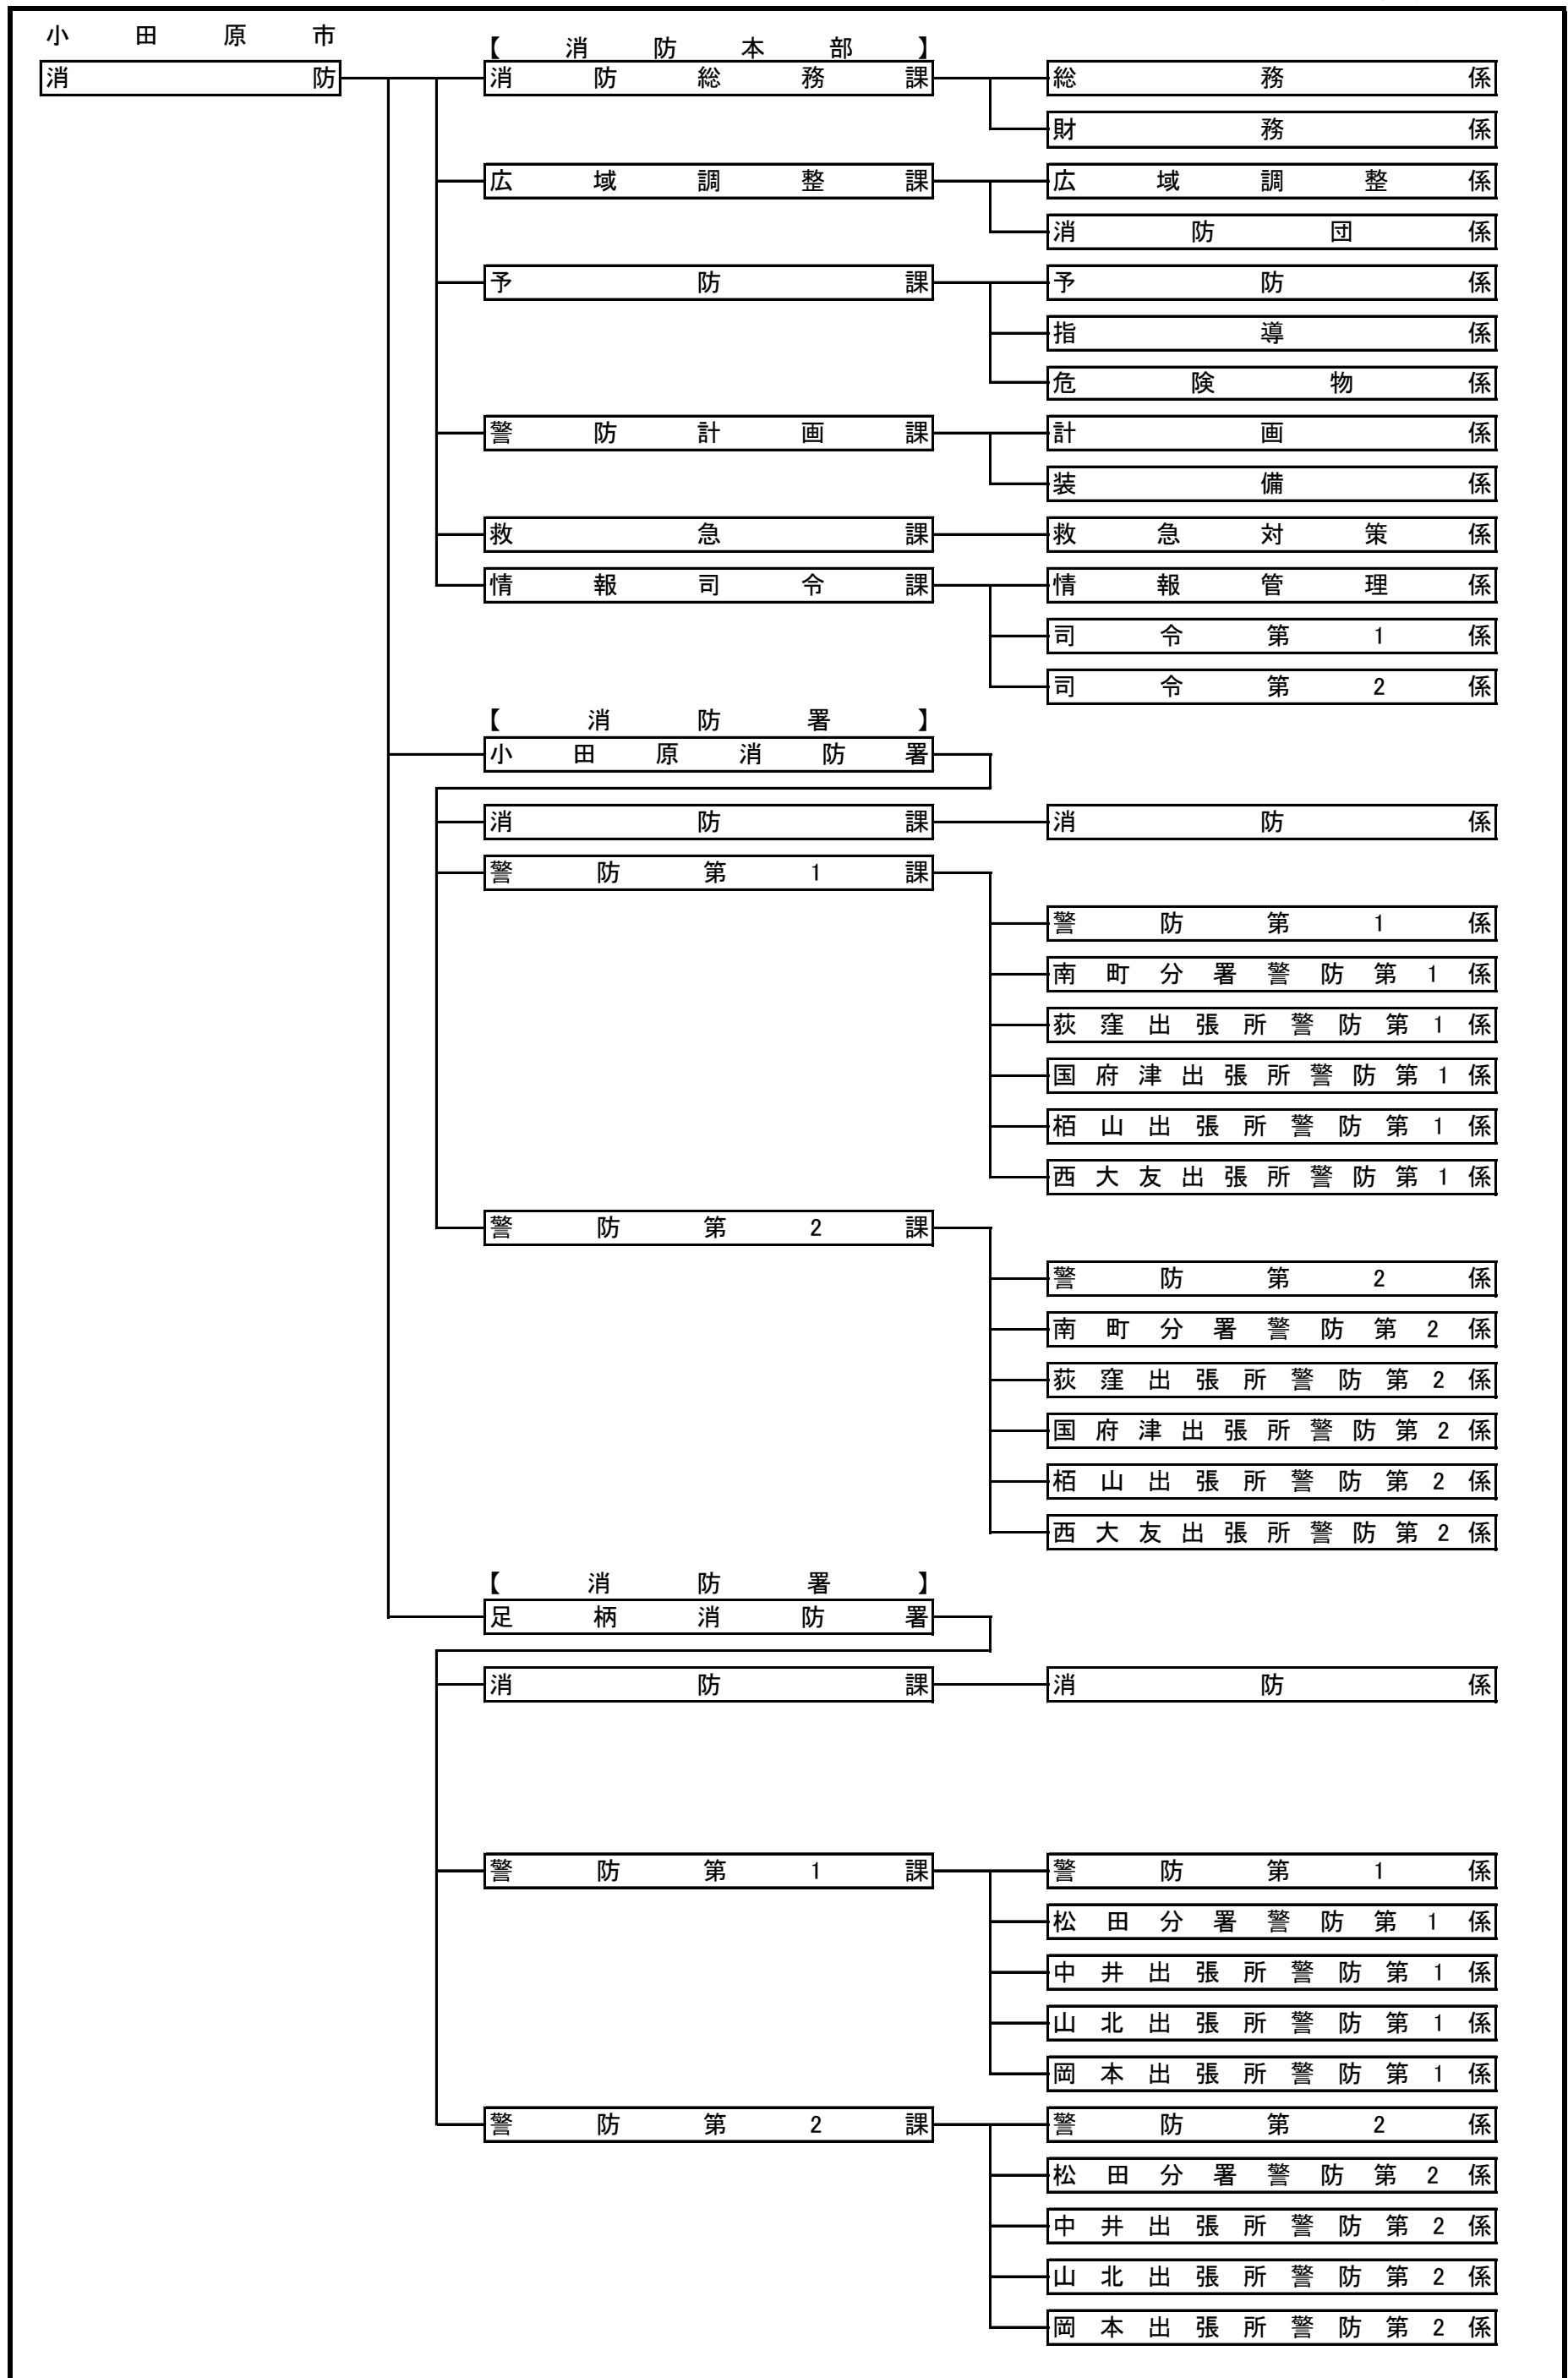 小田原市
【消防本部】
消防
消防総務課
総務係
財務係
広域調整課
広域調整係
消防団係
予防課
予防係
指導係
危険物係
警防計画課
計画係
装備係
救急課
救急対策係
情報司令課
情報管理係
司令第1係
司令第2係
【消防署】
小田原消防署
消防課
消防係
警防第1課
警防第1係
南町分署警防第1係
荻窪出張所警防第1係
国府津出張所警防第1係
栢山出張所警防第1係
西大友出張所警防第1係
警防第2課
警防第2係
南町分署警防第2係
荻窪出張所警防第2係
国府津出張所警防第2係
栢山出張所警防第2係
西大友出張所警防第2係
【消防署】
足柄消防署
消防課
消防係
警防第1課
警防第1係
松田分署警防第1係
中井出張所警防第1係
山北出張所警防第1係
岡本出張所警防第1係
警防第2課
警防第2係
松田分署警防第2係
中井出張所警防第2係
山北出張所警防第2係
岡本出張所警防第2係